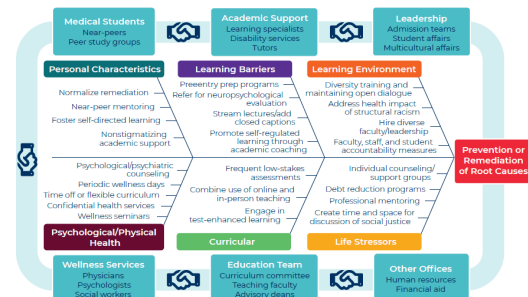 Medical Students
Near-peers
Peer study groups
Academic Support
Learning specialists
Disability services
Tutors
Leadership
Admission teams
Student affairs
Multicultural affairs
Personal Characteristics
Normalize remediation
Near-peer mentoring
Foster self-directed learning
Nonstigmatizing
academic support
Learning Barriers
Preeentry prep programs
Refer for neuropsychological
evaluation
Stream lectures/add
closed captions
Promote self-regulated
learning through
academic coaching
Learning Environment
Diversity training and
maintaining open dialogue
Address health impact
of structural racism
Hire diverse
faculty/leadership
Faculty, staff, and student
accountability measures
Prevention or
Remediation
of Root Causes
Psychological/psychiatric
counseling
Periodic wellness days
Time off or flexible curriculum
Confidential health services
Wellness seminars
Psychological/Physical
Health
Frequent low-stakes
assessments
Combine use of online and
in-person teaching
Engage in
test-enhanced learning
Curricular
Individual counseling/
support groups
Debt reduction programs
Professional mentoring
Create time and space for
discussion of social justice
Life Stressors
Wellness Services
Physicians
Psychologists
Social workers
Education Team
Curriculum committee
Teaching faculty
Advisory deans
Other Offices
Human resources
Financial aid